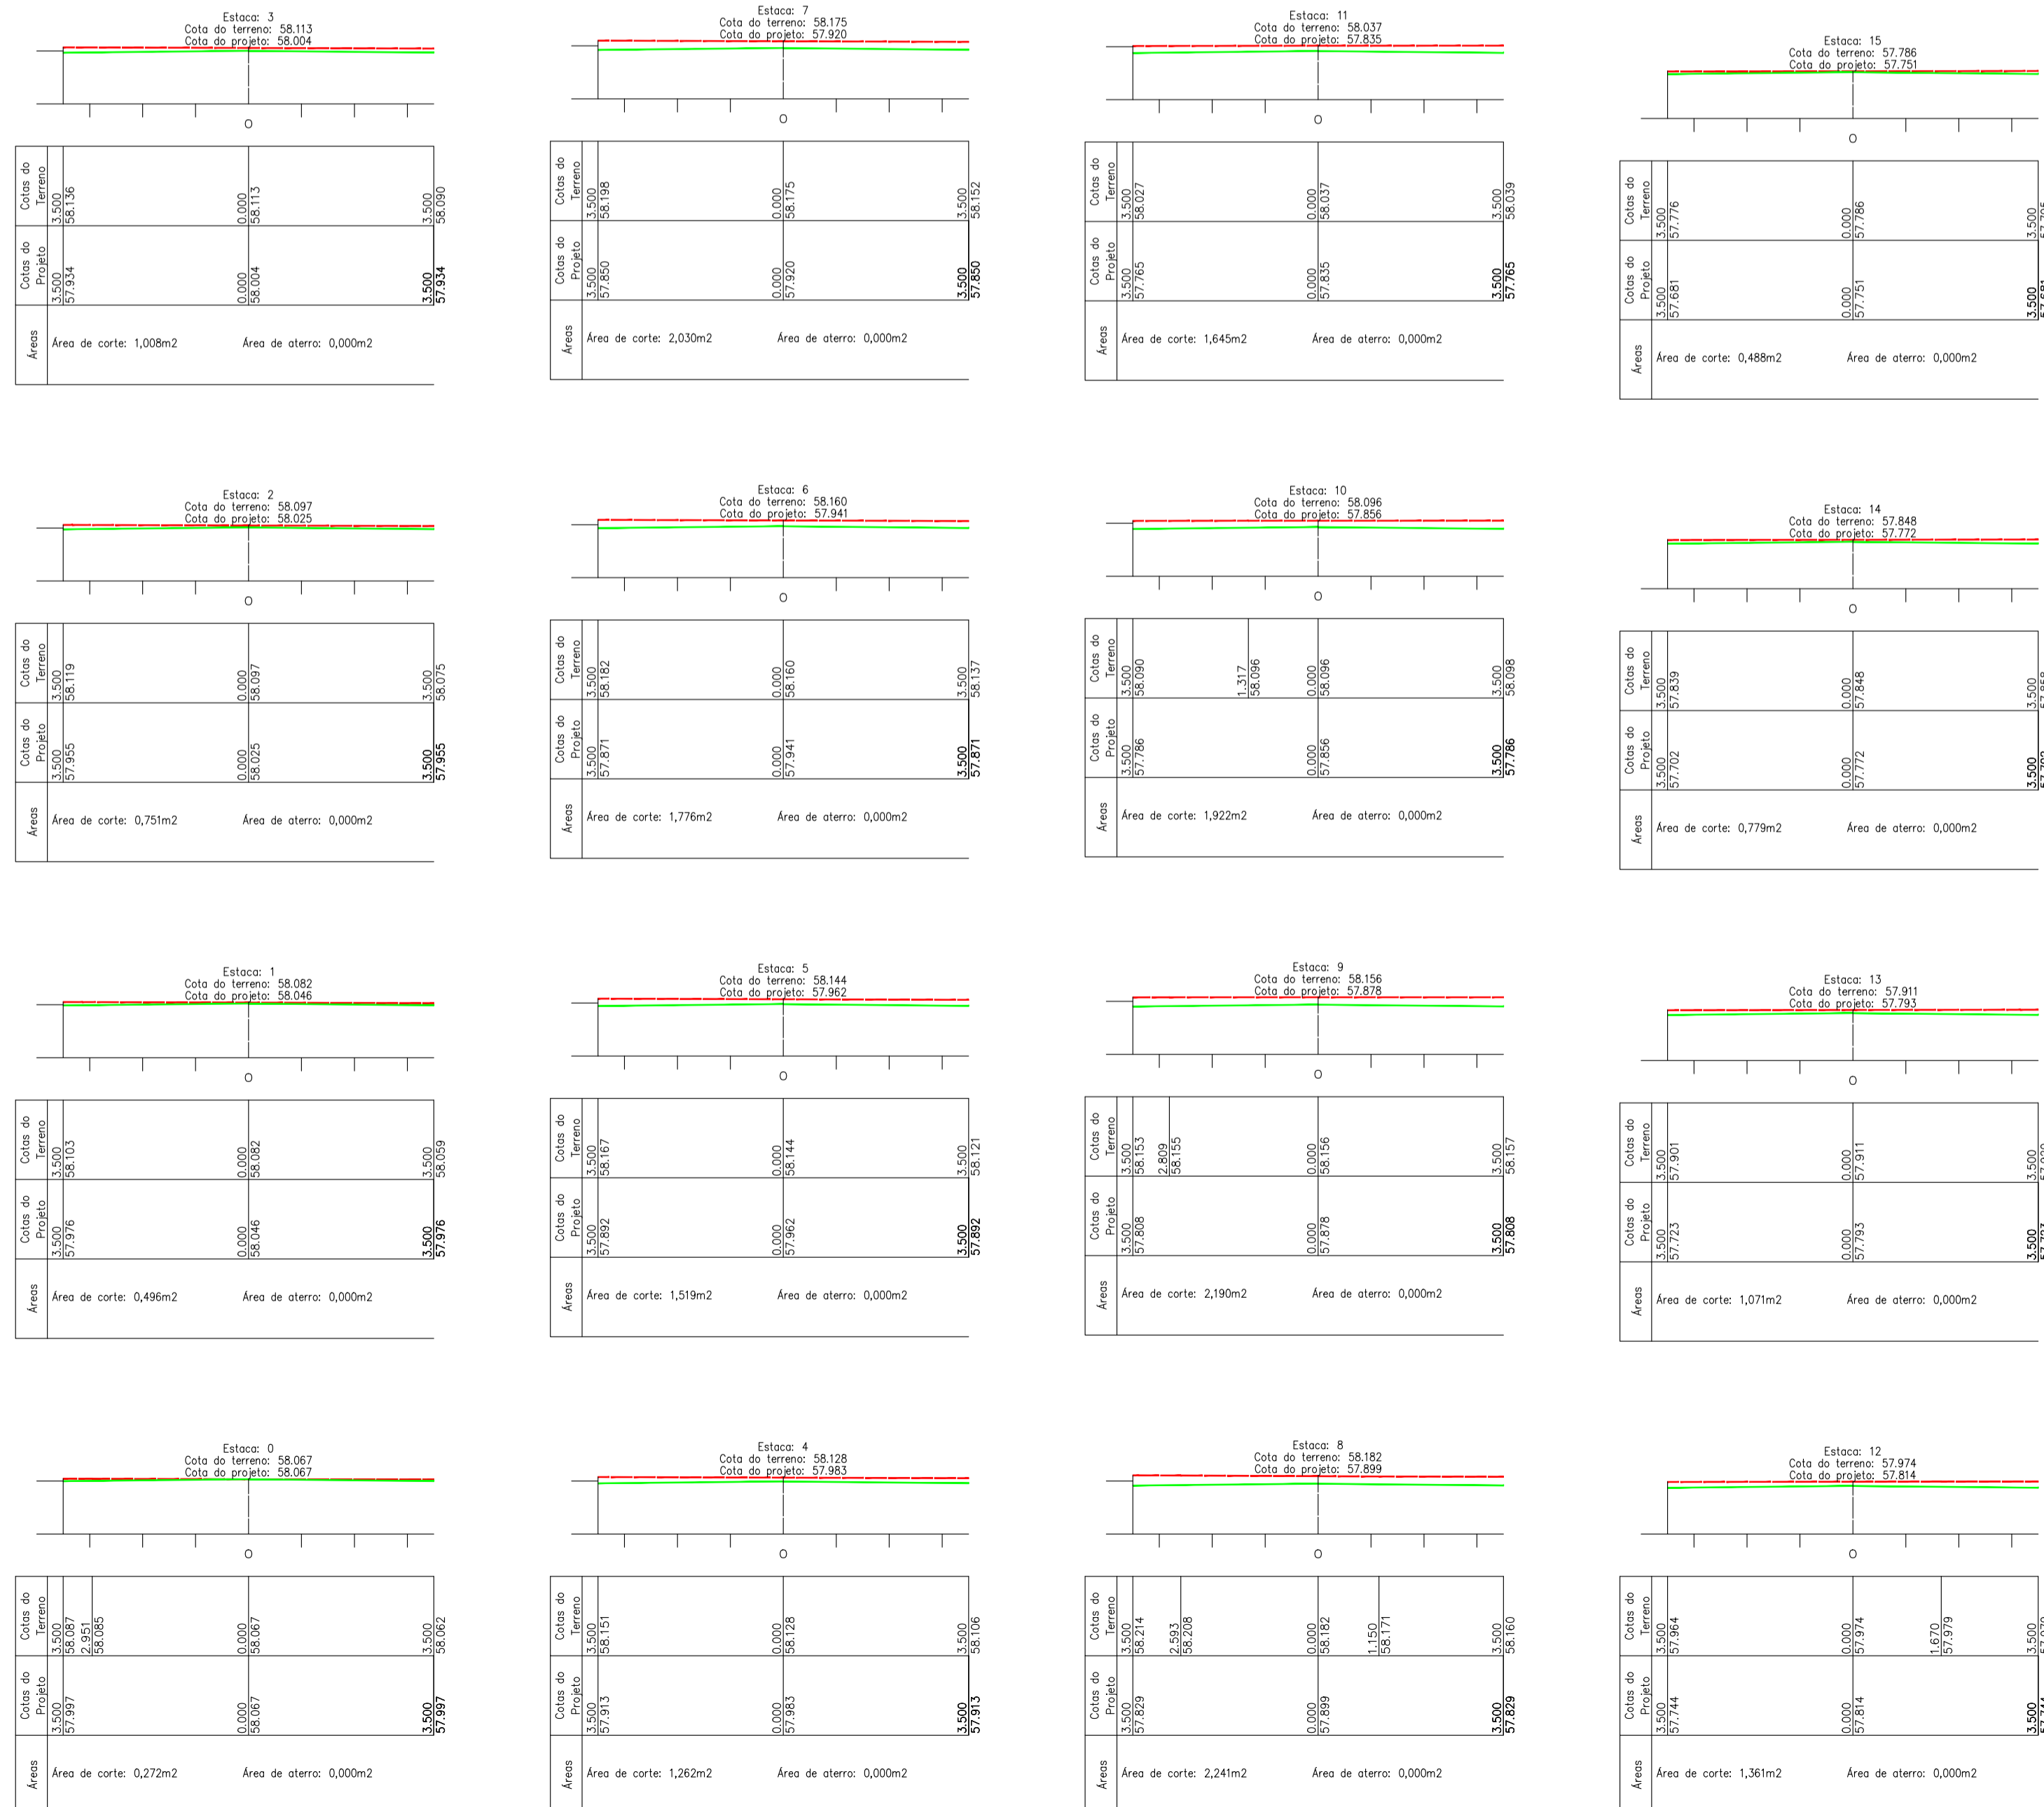 Estaca: 3
Cota do terreno: 58.113
Cota do projeto: 58.004
O
Cotas do
Terreno
3.500
58.136
0.000
58.113
3.500
58.090
Cotas do
Projeto
3.500
57.934
0.000
58.004
3.500
57.934
Áreas
Área de corte: 1,008m2 Área de aterro: 0,000m2
Estaca: 7
Cota do terreno: 58.175
Cota do projeto: 57.920
O
Cotas do
Terreno
3.500
58.198
0.000
58.175
3.500
58.152
Cotas do
Projeto
3.500
57.850
0.000
57.920
3.500
57.850
Áreas
Área de corte: 2,030m2 Área de aterro: 0,000m2
Estaca: 11
Cota do terreno: 58.037
Cota do projeto: 57.835
O
Cotas do
Terreno
3.500
58.027
0.000
58.037
3.500
58.039
Cotas do
Projeto
3.500
57.765
0.000
57.835
3.500
57.765
Áreas
Área de corte: 1,645m2 Área de aterro: 0,000m2
Estaca: 15
Cota do terreno: 57.786
Cota do projeto: 57.751
O
Cotas do
Terreno
3.500
57.776
0.000
57.786
3.500
Cotas do
Projeto
3.500
57.681
0.000
57.751
3.500
Áreas
Área de corte: 0,488m2 Área de aterro: 0,000m2
Estaca: 2
Cota do terreno: 58.097
Cota do projeto: 58.025
O
Cotas do
Terreno
3.500
58.119
0.000
58.097
3.500
58.075
Cotas do
Projeto
3.500
57.955
0.000
58.025
3.500
57.955
Áreas
Área de corte: 0,751m2 Área de aterro: 0,000m2
Estaca: 6
Cota do terreno: 58.160
Cota do projeto: 57.941
O
Cotas do
Terreno
3.500
58.182
0.000
58.160
3.500
58.137
Cotas do
Projeto
3.500
57.871
0.000
57.941
3.500
57.871
Áreas
Área de corte: 1,776m2 Área de aterro: 0,000m2
Estaca: 10
Cota do terreno: 58.096
Cota do projeto: 57.856
O
Cotas do
Terreno
3.500
58.090
1.317
58.096
0.000
58.096
3.500
58.098
Cotas do
Projeto
3.500
57.786
0.000
57.856
3.500
57.786
Áreas
Área de corte: 1,922m2 Área de aterro: 0,000m2
Estaca: 14
Cota do terreno: 57.848
Cota do projeto: 57.772
O
Cotas do
Terreno
3.500
57.839
0.000
57.848
3.500
Cotas do
Projeto
3.500
57.702
0.000
57.772
3.500
Áreas
Área de corte: 0,779m2 Área de aterro: 0,000m2
Estaca: 1
Cota do terreno: 58.082
Cota do projeto: 58.046
O
Cotas do
Terreno
3.500
58.103
0.000
58.082
3.500
58.059
Cotas do
Projeto
3.500
57.976
0.000
58.046
3.500
57.976
Áreas
Área de corte: 0,496m2 Área de aterro: 0,000m2
Estaca: 5
Cota do terreno: 58.144
Cota do projeto: 57.962
O
Cotas do
Terreno
3.500
58.167
0.000
58.144
3.500
58.121
Cotas do
Projeto
3.500
57.892
0.000
57.962
3.500
57.892
Áreas
Área de corte: 1,519m2 Área de aterro: 0,000m2
Estaca: 9
Cota do terreno: 58.156
Cota do projeto: 57.878
O
Cotas do
Terreno
3.500
58.153
2.809
58.155
0.000
58.156
3.500
58.157
Cotas do
Projeto
3.500
57.808
0.000
57.878
3.500
57.808
Áreas
Área de corte: 2,190m2 Área de aterro: 0,000m2
Estaca: 13
Cota do terreno: 57.911
Cota do projeto: 57.793
O
Cotas do
Terreno
3.500
57.901
0.000
57.911
3.500
Cotas do
Projeto
3.500
57.723
0.000
57.793
3.500
Áreas
Área de corte: 1,071m2 Área de aterro: 0,000m2
Estaca: 0
Cota do terreno: 58.067
Cota do projeto: 58.067
O
Cotas do
Terreno
3.500
58.087
2.951
58.085
0.000
58.067
3.500
58.062
Cotas do
Projeto
3.500
57.997
0.000
58.067
3.500
57.997
Áreas
Área de corte: 0,272m2 Área de aterro: 0,000m2
Estaca: 4
Cota do terreno: 58.128
Cota do projeto: 57.983
O
Cotas do
Terreno
3.500
58.151
0.000
58.128
3.500
58.106
Cotas do
Projeto
3.500
57.913
0.000
57.983
3.500
57.913
Áreas
Área de corte: 1,262m2 Área de aterro: 0,000m2
Estaca: 8
Cota do terreno: 58.182
Cota do projeto: 57.899
O
Cotas do
Terreno
3.500
58.214
2.593
58.208
0.000
58.182
1.150
58.171
3.500
58.160
Cotas do
Projeto
3.500
57.829
0.000
57.899
3.500
57.829
Áreas
Área de corte: 2,241m2 Área de aterro: 0,000m2
Estaca: 12
Cota do terreno: 57.974
Cota do projeto: 57.814
O
Cotas do
Terreno
3.500
57.964
0.000
57.974
1.670
57.979
3.500
Cotas do
Projeto
3.500
57.744
0.000
57.814
3.500
Áreas
Área de corte: 1,361m2 Área de aterro: 0,000m2